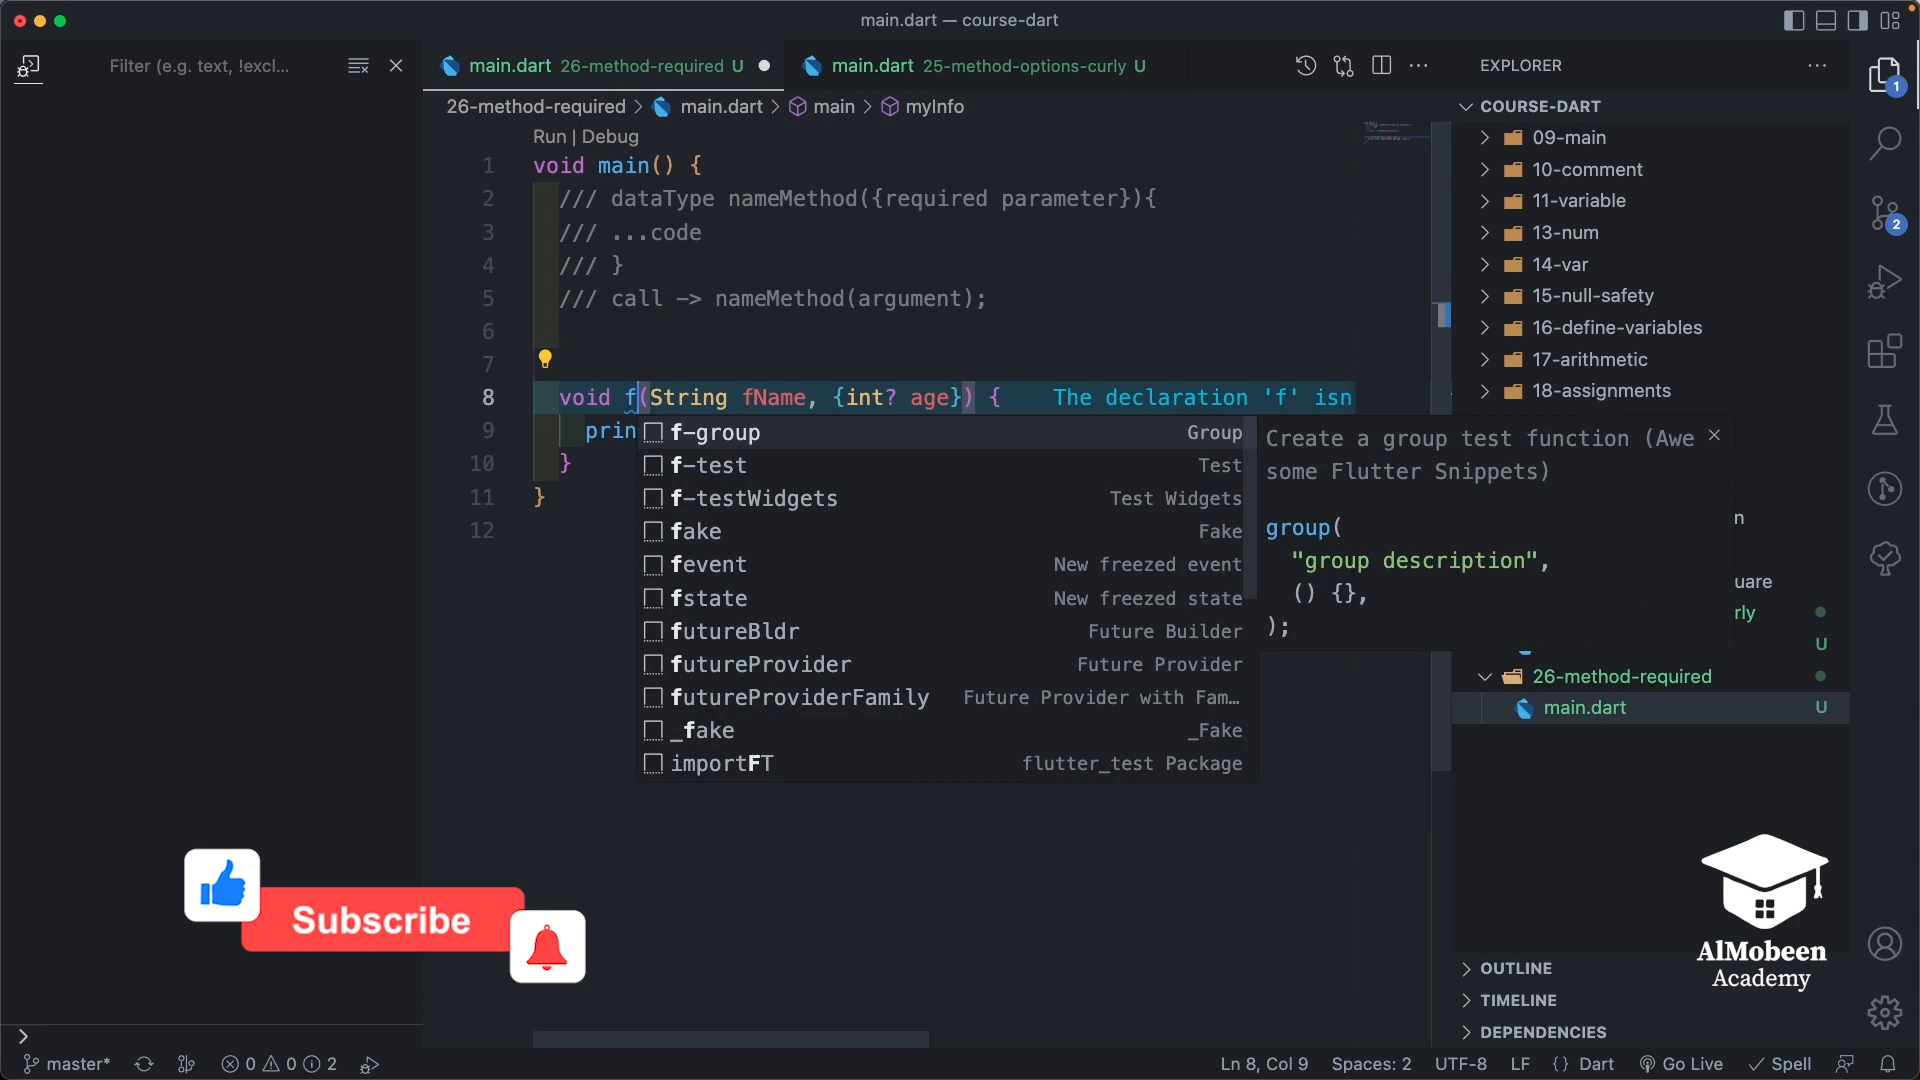 main.dart — course-dart
Filter (e.g. text, !excl...
main.dart 26-method-required U
main.dart 25-method-options-curly U
EXPLORER
26-method-required > main.dart > main > myInfo
COURSE-DART
Run | Debug
1 void main() {
2 /// dataType nameMethod({required parameter}){
3 /// ...code
4 /// }
5 /// call -> nameMethod(argument);
6
7
8 void f(String fName, {int? age}) { The declaration 'f' isn
9 prin
10 }
11 }
12
f-group Group
f-test Test
f-testWidgets Test Widgets
fake Fake
fevent New freezed event
fstate New freezed state
futureBldr Future Builder
futureProvider Future Provider
futureProviderFamily Future Provider with Fam...
_fake _Fake
importFT flutter_test Package
Create a group test function (Awe
some Flutter Snippets)
group(
"group description",
() {},
);
09-main
10-comment
11-variable
13-num
14-var
15-null-safety
16-define-variables
17-arithmetic
18-assignments
n
uare
rly
U
26-method-required
main.dart U
1
2
Subscribe
AlMobeen
Academy
OUTLINE
TIMELINE
DEPENDENCIES
master* 0 0 2 Ln 8, Col 9 Spaces: 2 UTF-8 LF {} Dart Go Live Spell